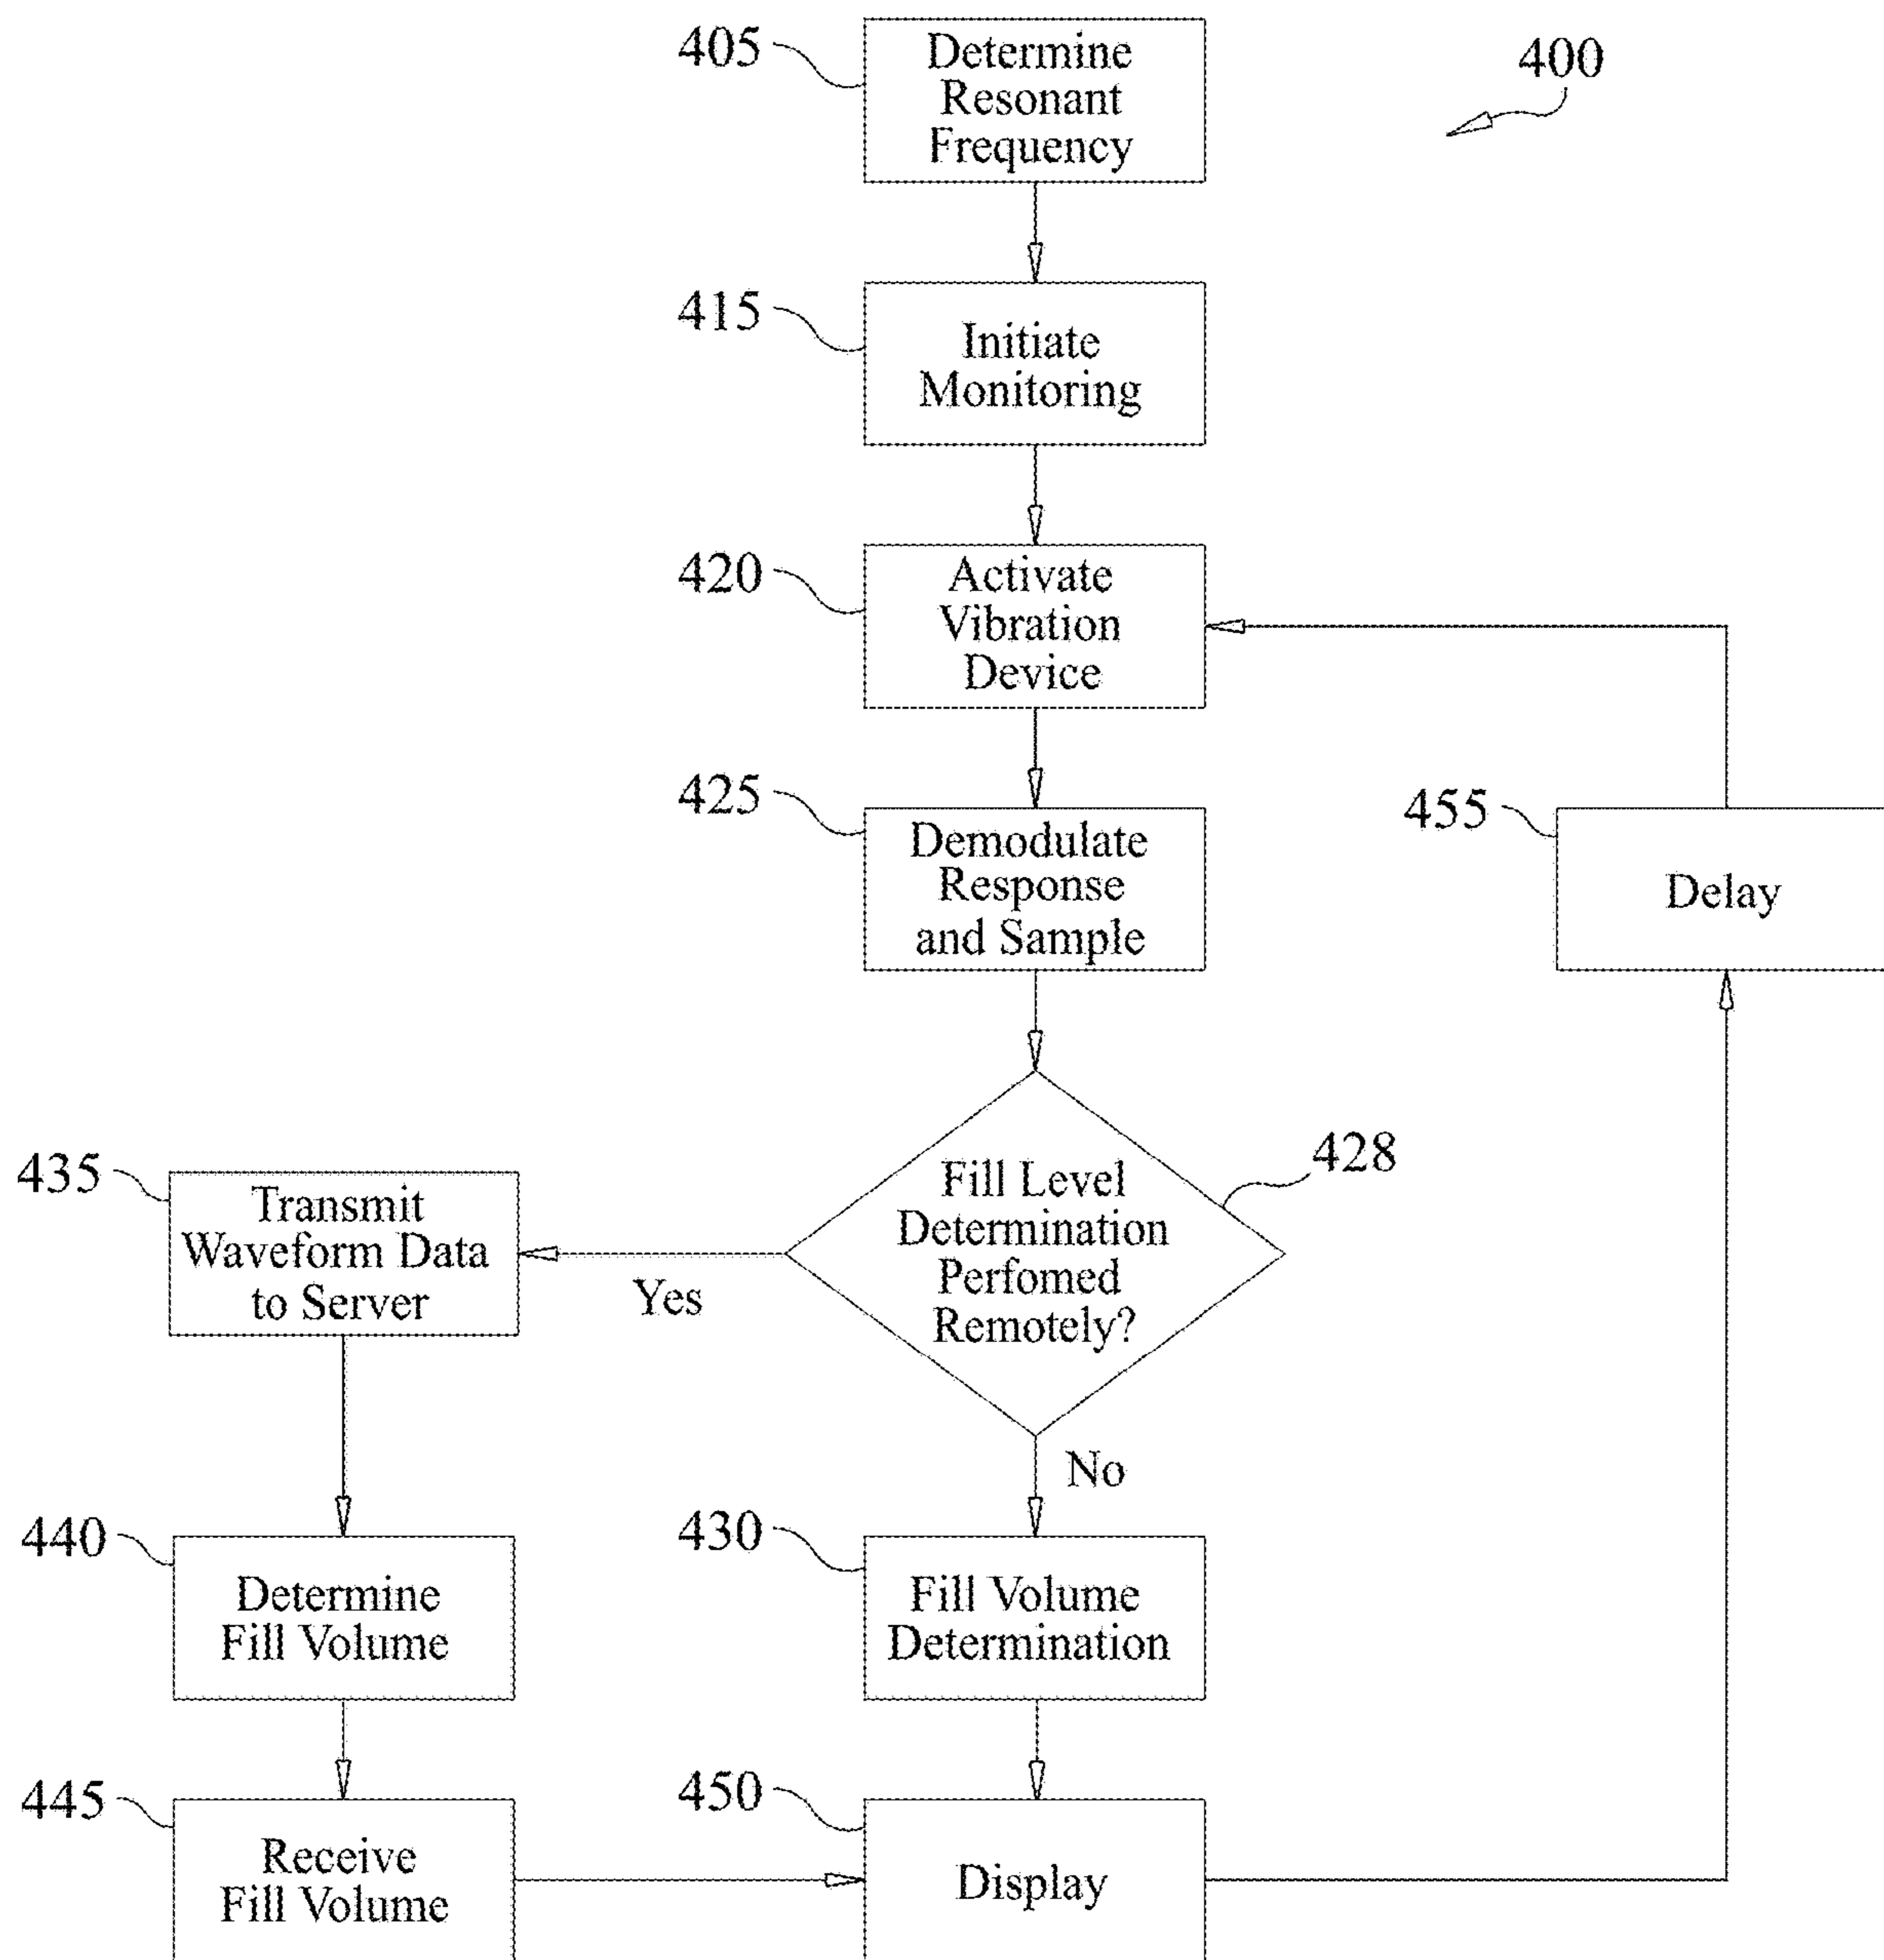 405
Determine
Resonant
Frequency
400
415
Initiate
Monitoring
420
Activate
Vibration
Device
425
Demodulate
Response
and Sample
455
Delay
428
Fill Level
Determination
Perfomed
Remotely?
435
Transmit
Waveform Data
to Server
Yes
No
440
Determine
Fill Volume
430
Fill Volume
Determination
445
Receive
Fill Volume
450
Display